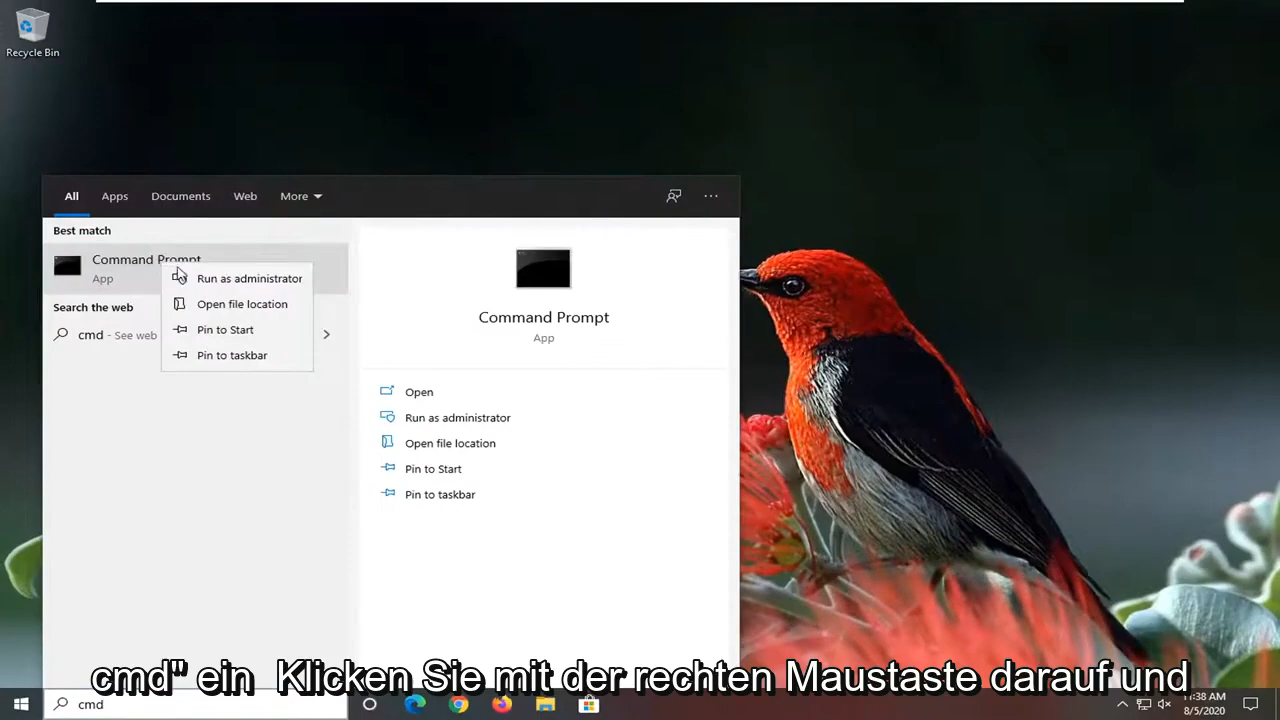 Recycle Bin
All Apps Documents Web More
Best match
Command Prompt
App
Run as administrator
Open file location
Pin to Start
Pin to taskbar
Search the web
cmd - See web
Command Prompt
App
Open
Run as administrator
Open file location
Pin to Start
Pin to taskbar
cmd" ein Klicken Sie mit der rechten Maustaste darauf und
cmd
11:38 AM
8/5/2020